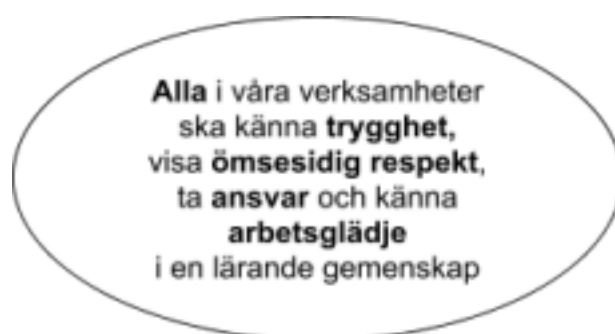 Alla i våra verksamheter
ska känna trygghet,
visa ömsesidig respekt,
ta ansvar och känna
arbetsglädje
i en lärande gemenskap